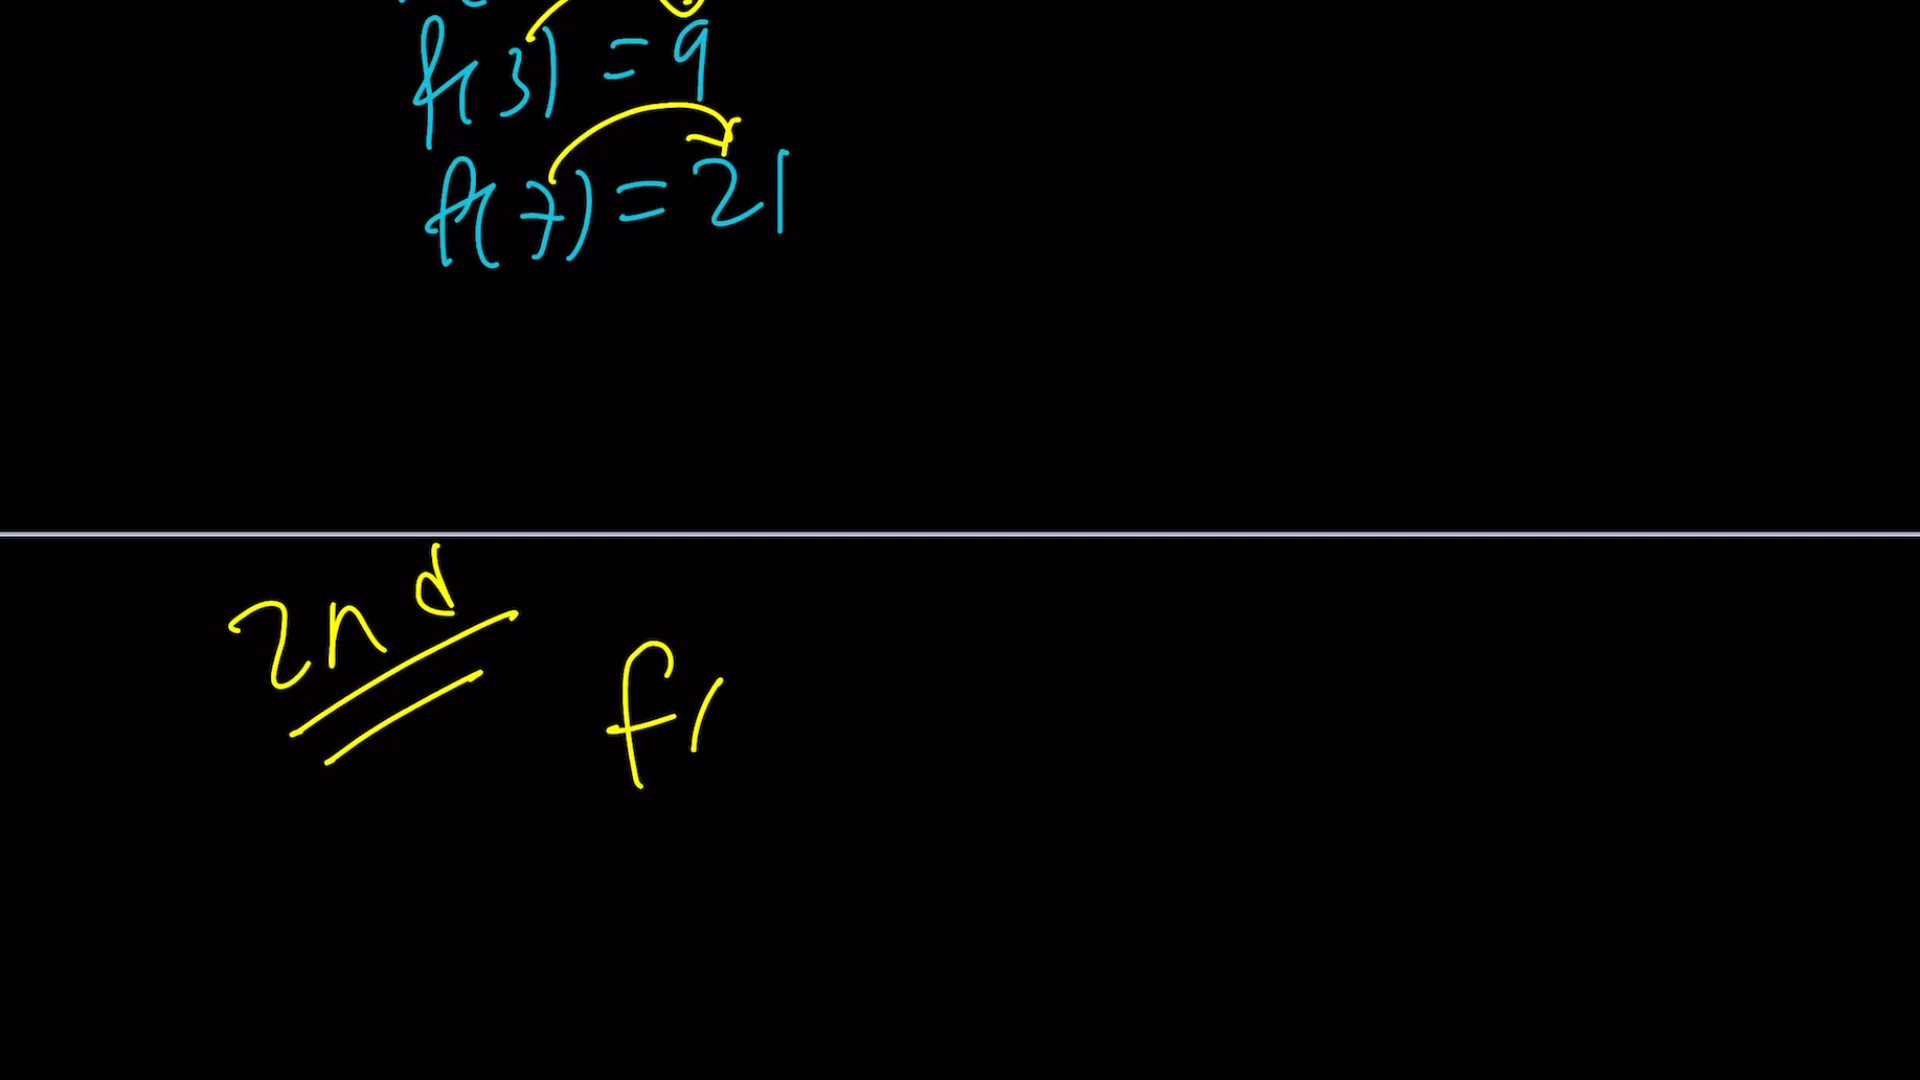 f(3) = 9
f(7) = 21
2nd
f(